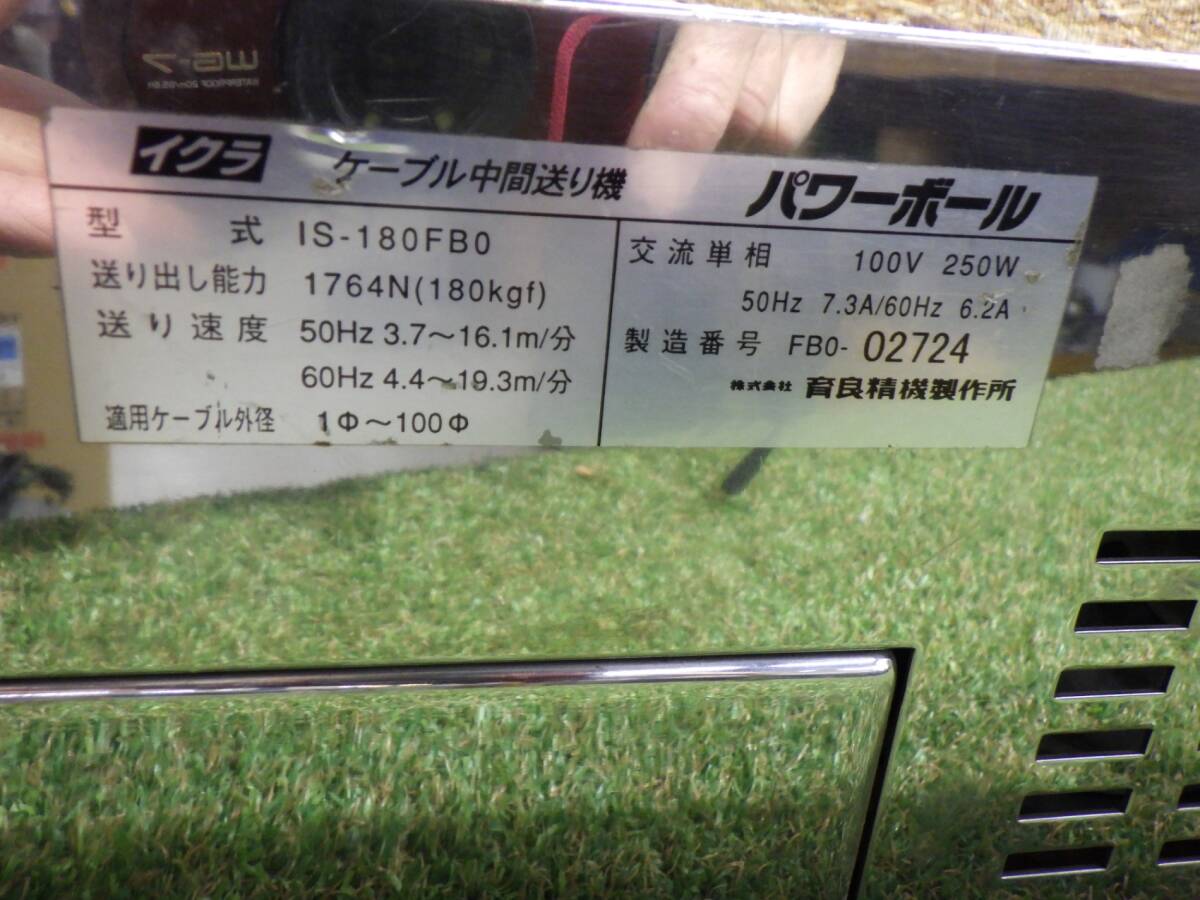 イクラ ケーブル中間送り機 パワーボール
型 式 IS-180FB0
送り出し能力 1764N(180kgf)
送り速度 50Hz 3.7〜16.1m/分
60Hz 4.4〜19.3m/分
適用ケーブル外径 1Φ〜100Φ
交流単相 100V 250W
50Hz 7.3A/60Hz 6.2A
製造番号 FB0- 02724
株式会社 育良精機製作所